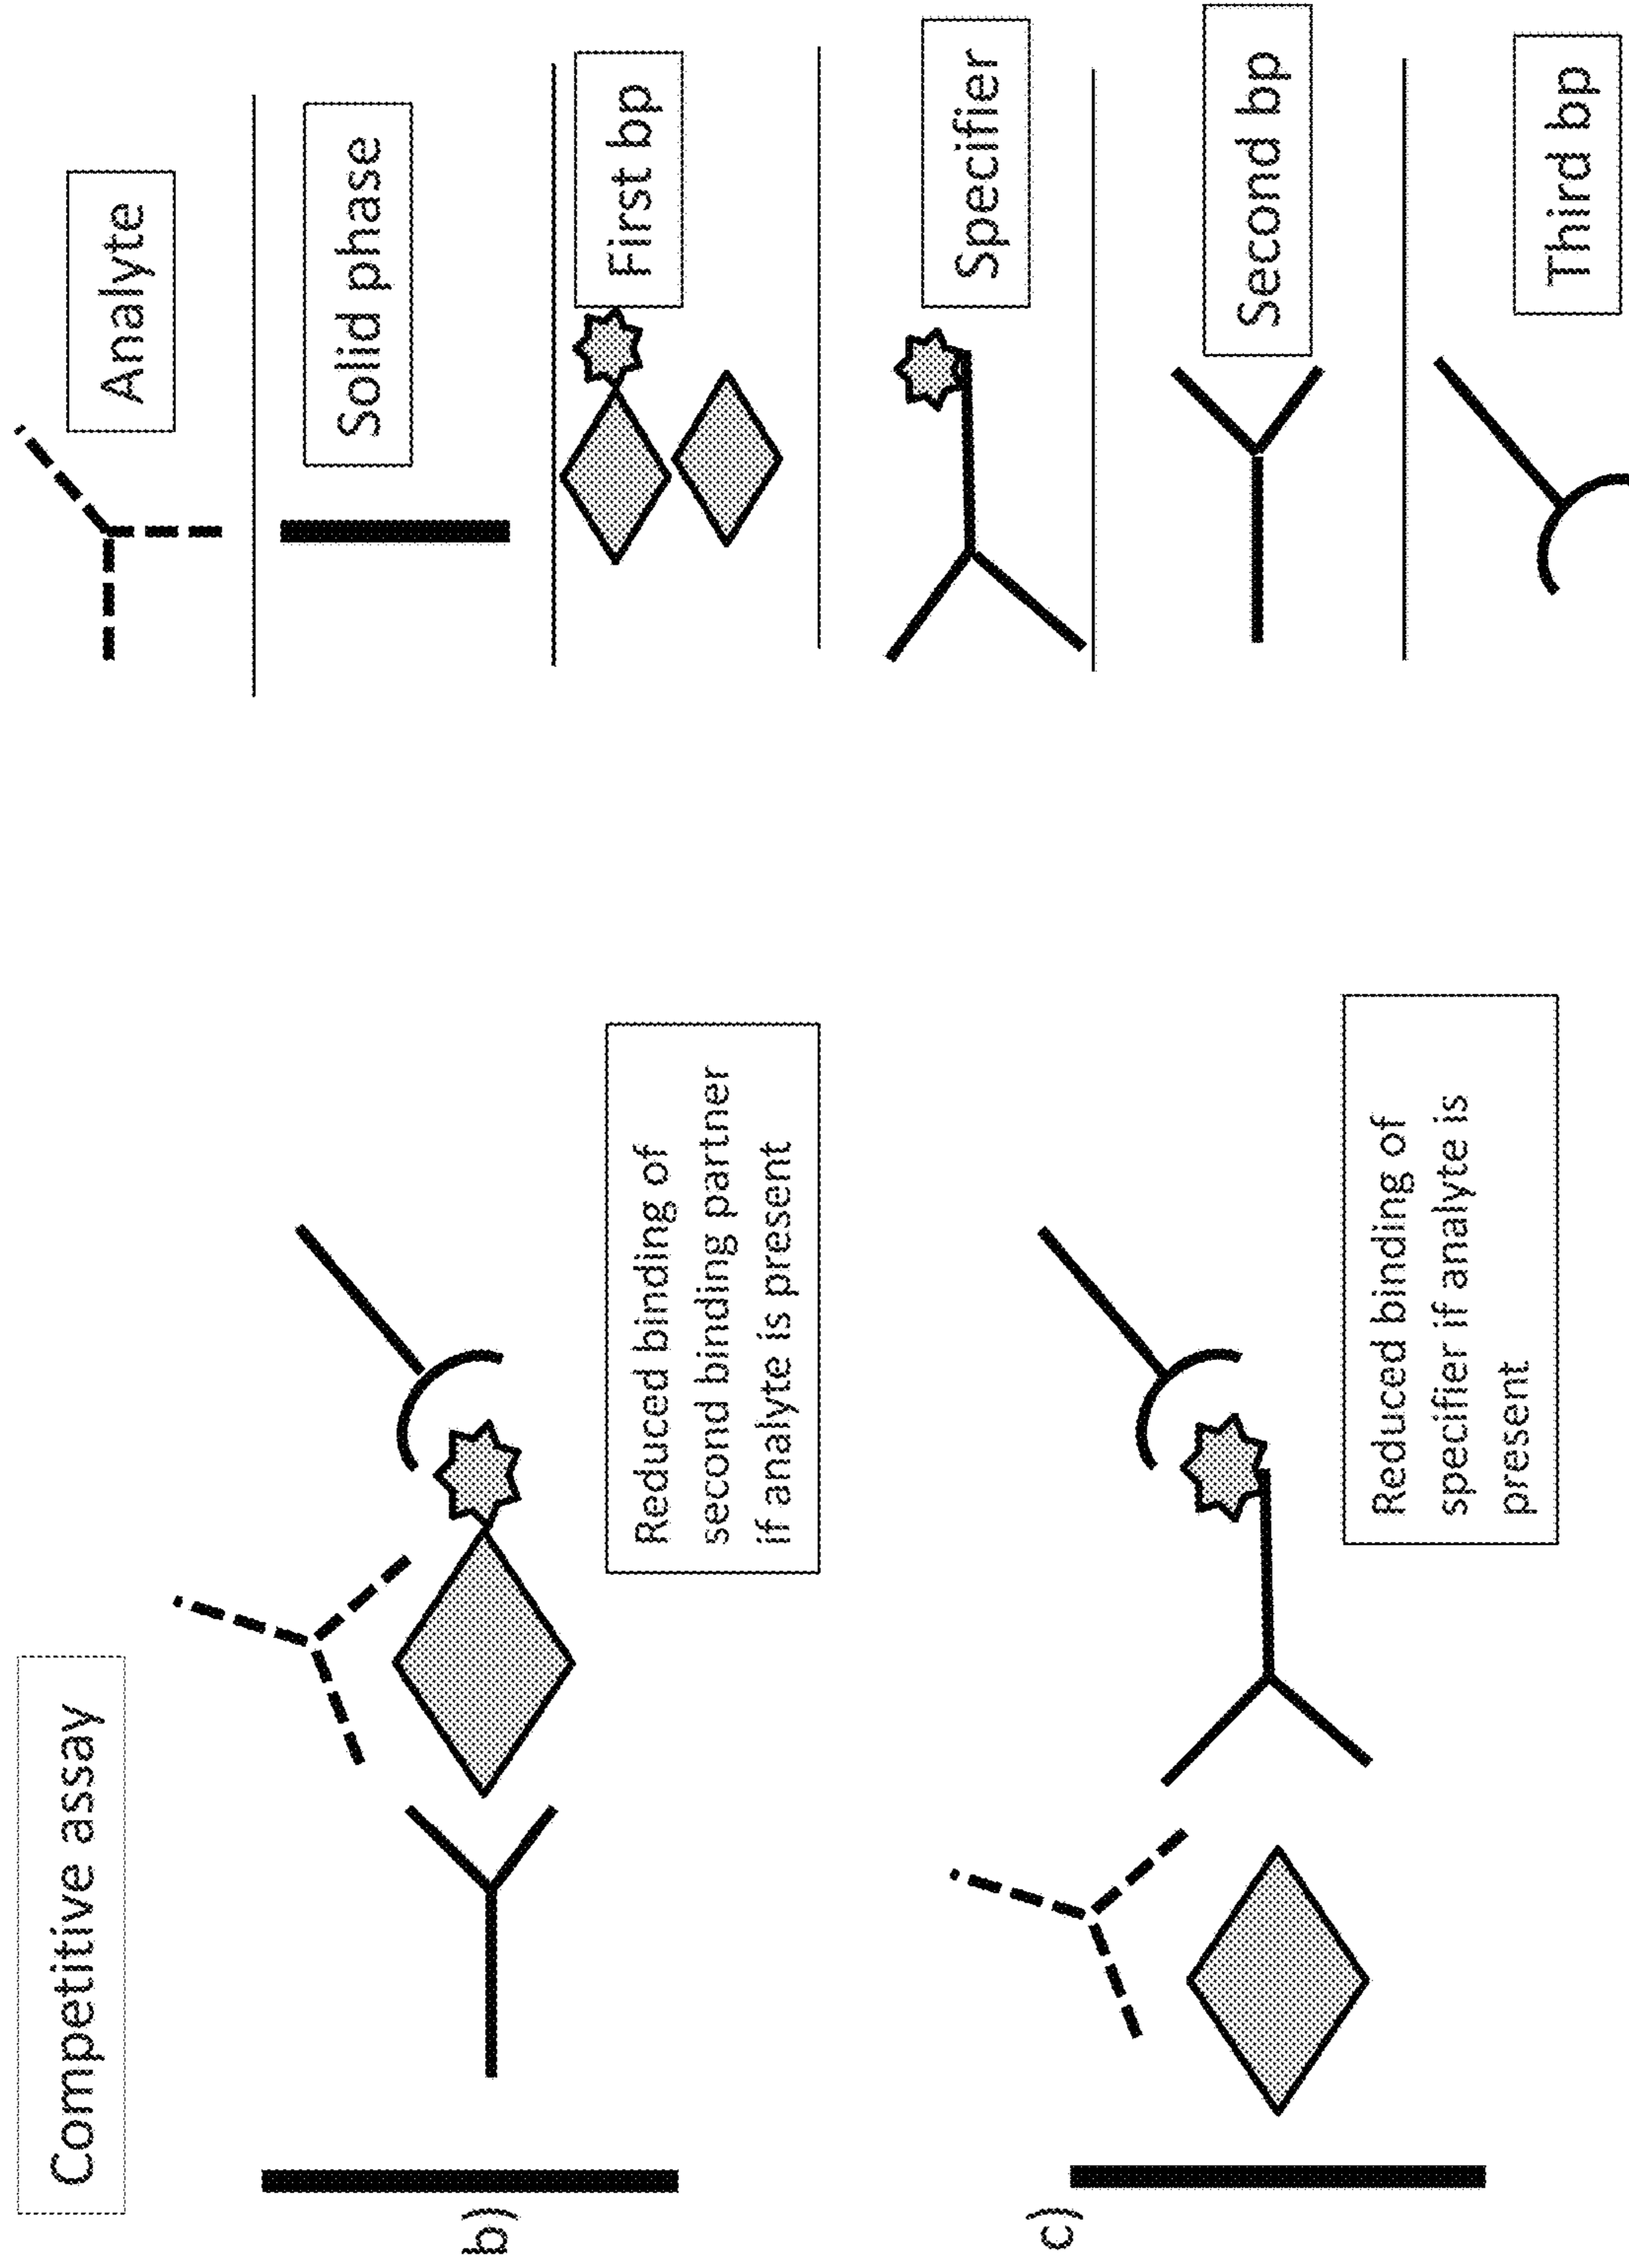 Competitive assay
b)
Reduced binding of
second binding partner
if analyte is present
c)
Reduced binding of
specifier if analyte is
present
Analyte
Solid phase
First bp
Specifier
Second bp
Third bp